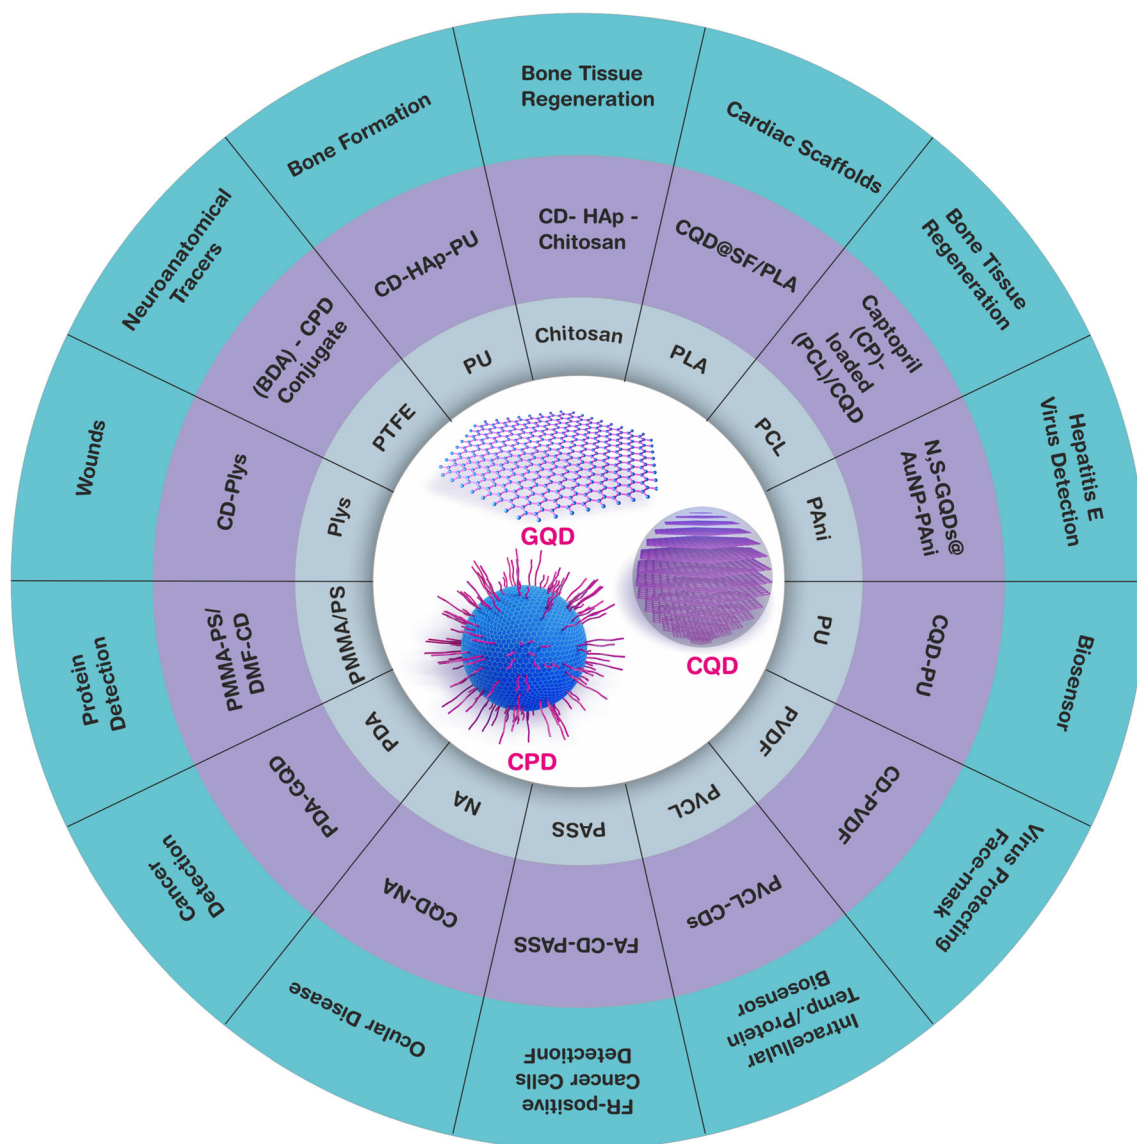 Bone Tissue
Regeneration
Cardiac Scaffolds
Bone Tissue
Regeneration
Hepatitis E
Virus Detection
Biosensor
Virus Protecting
Face-mask
Intracellular
Temp./Protein
Biosensor
FR-positive
Cancer Cells
DetectionF
Ocular Disease
Cancer
Detection
Protein
Detection
Wounds
Neuroanatomical
Tracers
Bone Formation
CD- HAp -
Chitosan
CQD@SF/PLA
Captopril
(CP)-
loaded
(PCL)/CQD
N,S-GQDs@
AuNP-PAni
CQD-PU
CD-PVDF
PVCL-CDs
FA-CD-PASS
CQD-NA
PDA-GQD
PMMA-PS/
DMF-CD
CD-Plys
(BDA) - CPD
Conjugate
CD-HAp-PU
Chitosan
PLA
PCL
PAni
PU
PVDF
PVCL
PASS
NA
PDA
PMMA/PS
Plys
PTFE
PU
GQD
CQD
CPD